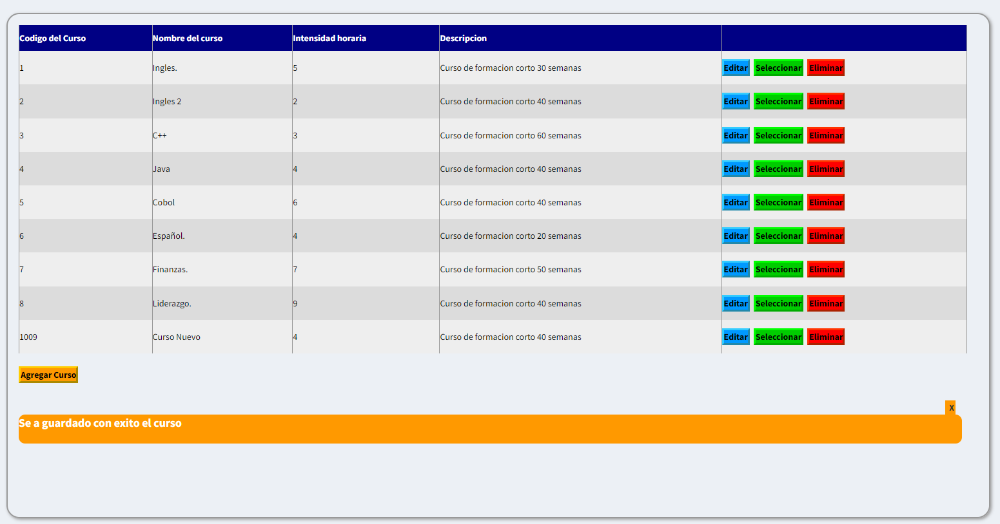 Codigo del Curso Nombre del curso Intensidad horaria Descripcion
1 Ingles. 5 Curso de formacion corto 30 semanas Editar Seleccionar Eliminar
2 Ingles 2 2 Curso de formacion corto 40 semanas Editar Seleccionar Eliminar
3 C++ 3 Curso de formacion corto 60 semanas Editar Seleccionar Eliminar
4 Java 4 Curso de formacion corto 40 semanas Editar Seleccionar Eliminar
5 Cobol 6 Curso de formacion corto 40 semanas Editar Seleccionar Eliminar
6 Español. 4 Curso de formacion corto 20 semanas Editar Seleccionar Eliminar
7 Finanzas. 7 Curso de formacion corto 50 semanas Editar Seleccionar Eliminar
8 Liderazgo. 9 Curso de formacion corto 40 semanas Editar Seleccionar Eliminar
1009 Curso Nuevo 4 Curso de formacion corto 40 semanas Editar Seleccionar Eliminar
Agregar Curso
X
Se a guardado con exito el curso